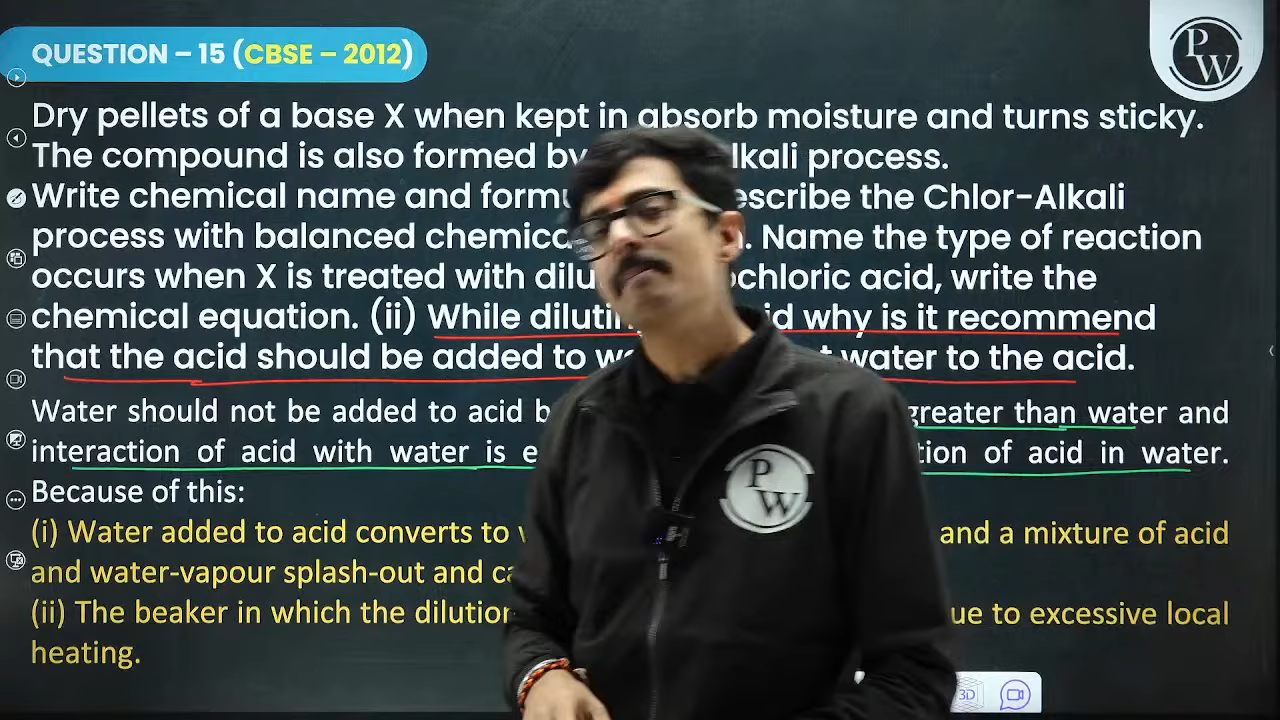 QUESTION – 15 (CBSE – 2012)
PW
Dry pellets of a base X when kept in absorb moisture and turns sticky.
The compound is also formed by lkali process.
Write chemical name and formu escribe the Chlor-Alkali
process with balanced chemica . Name the type of reaction
occurs when X is treated with dilu ochloric acid, write the
chemical equation. (ii) While diluting id why is it recommend
that the acid should be added to wa t water to the acid.
Water should not be added to acid b greater than water and
interaction of acid with water is e tion of acid in water.
Because of this:
(i) Water added to acid converts to v and a mixture of acid
and water-vapour splash-out and ca
(ii) The beaker in which the dilution ue to excessive local
heating.
PW
3D